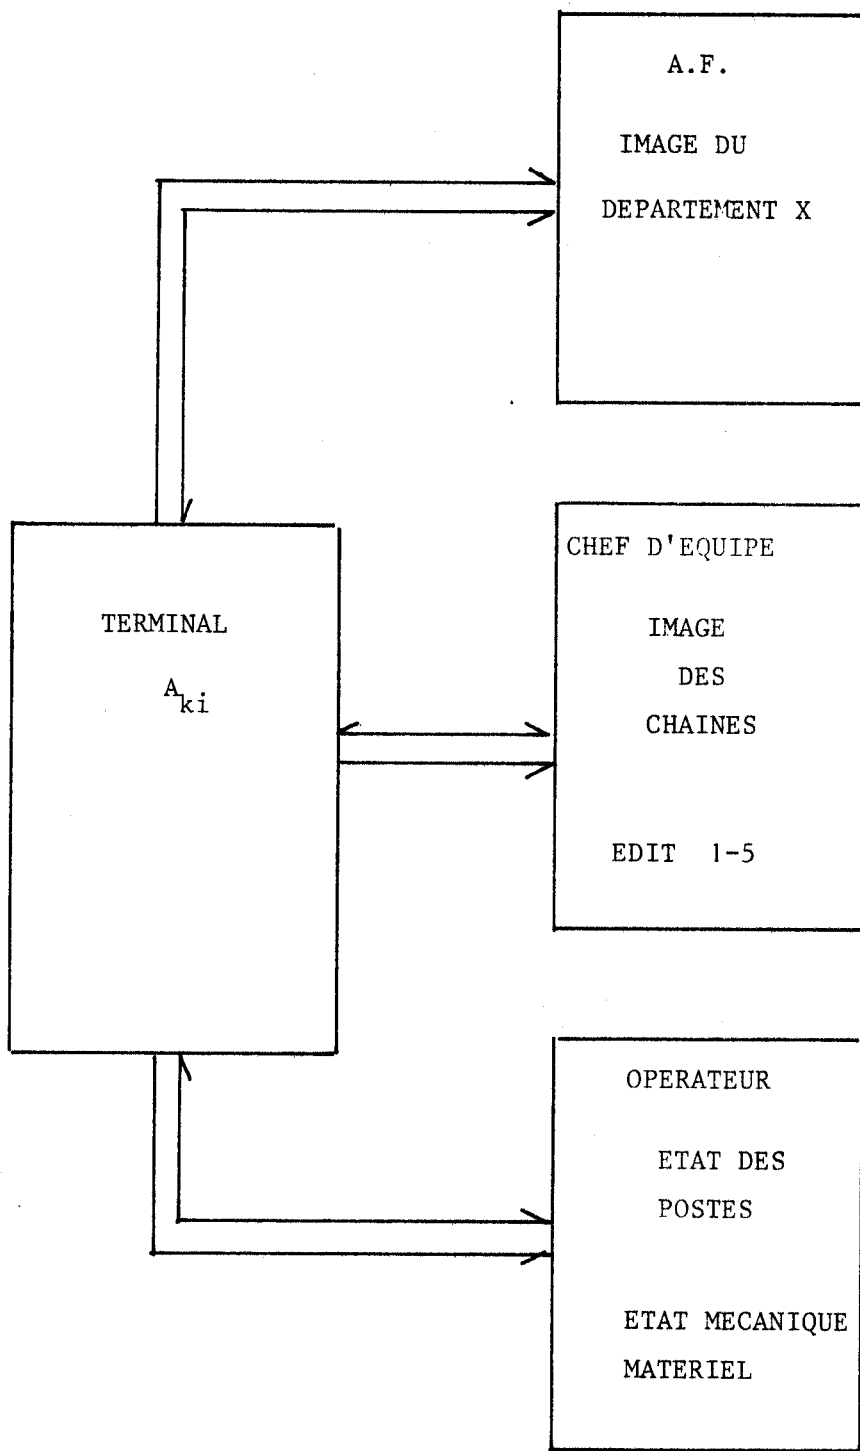 A.F.
IMAGE DU
DEPARTEMENT X
CHEF D'EQUIPE
IMAGE
DES
CHAINES
EDIT 1-5
TERMINAL
A_ki
OPERATEUR
ETAT DES
POSTES
ETAT MECANIQUE
MATERIEL